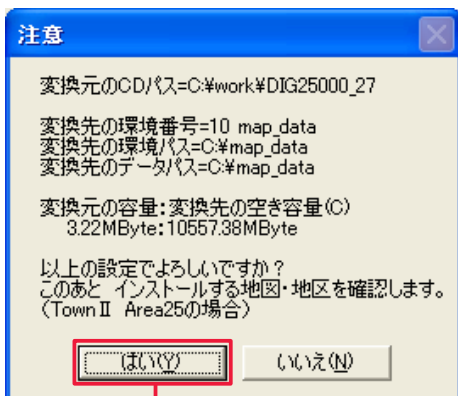 注意
変換元のCDパス=C:¥work¥DIG25000_27
変換先の環境番号=10 map_data
変換先の環境パス=C:¥map_data
変換先のデータパス=C:¥map_data
変換元の容量：変換先の空き容量(C)
3.22MByte：10557.38MByte
以上の設定でよろしいですか？
このあと インストールする地図・地区を確認します。
（TownⅡ Area25の場合）
はい(Y)
いいえ(N)